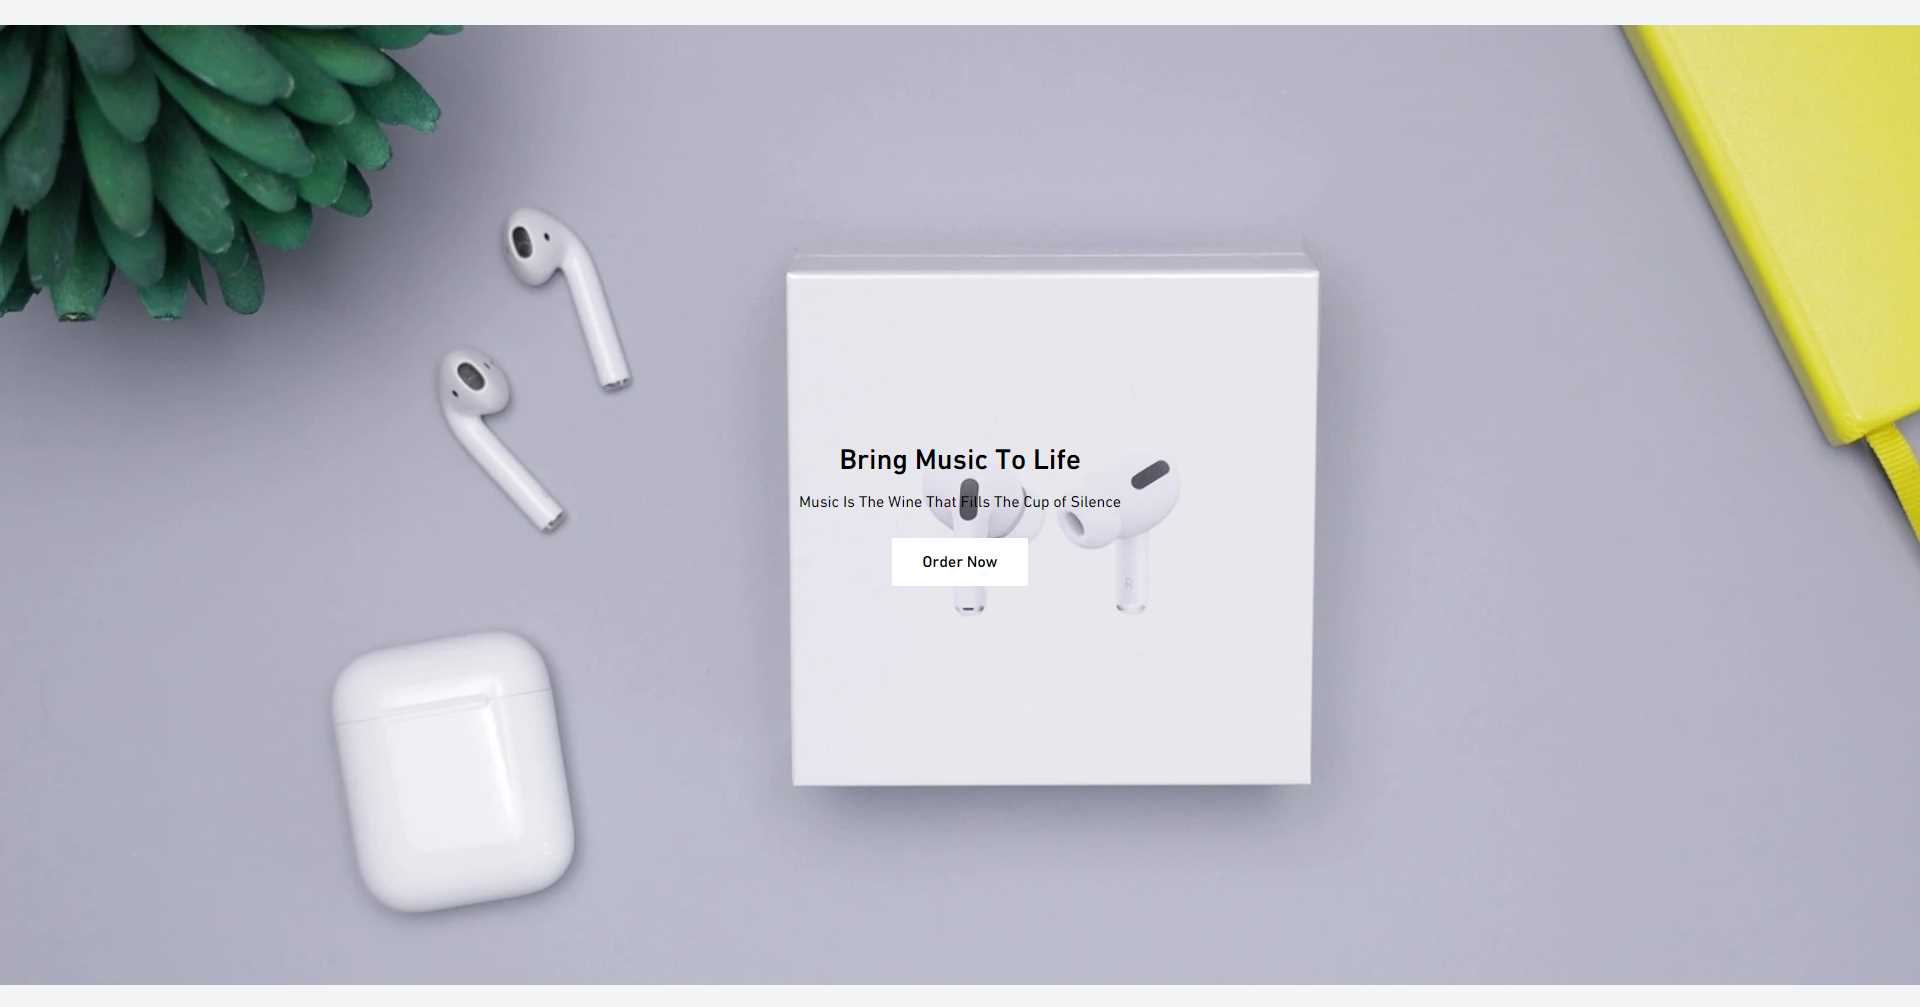 Bring Music To Life
Music Is The Wine That Fills The Cup of Silence
Order Now
R